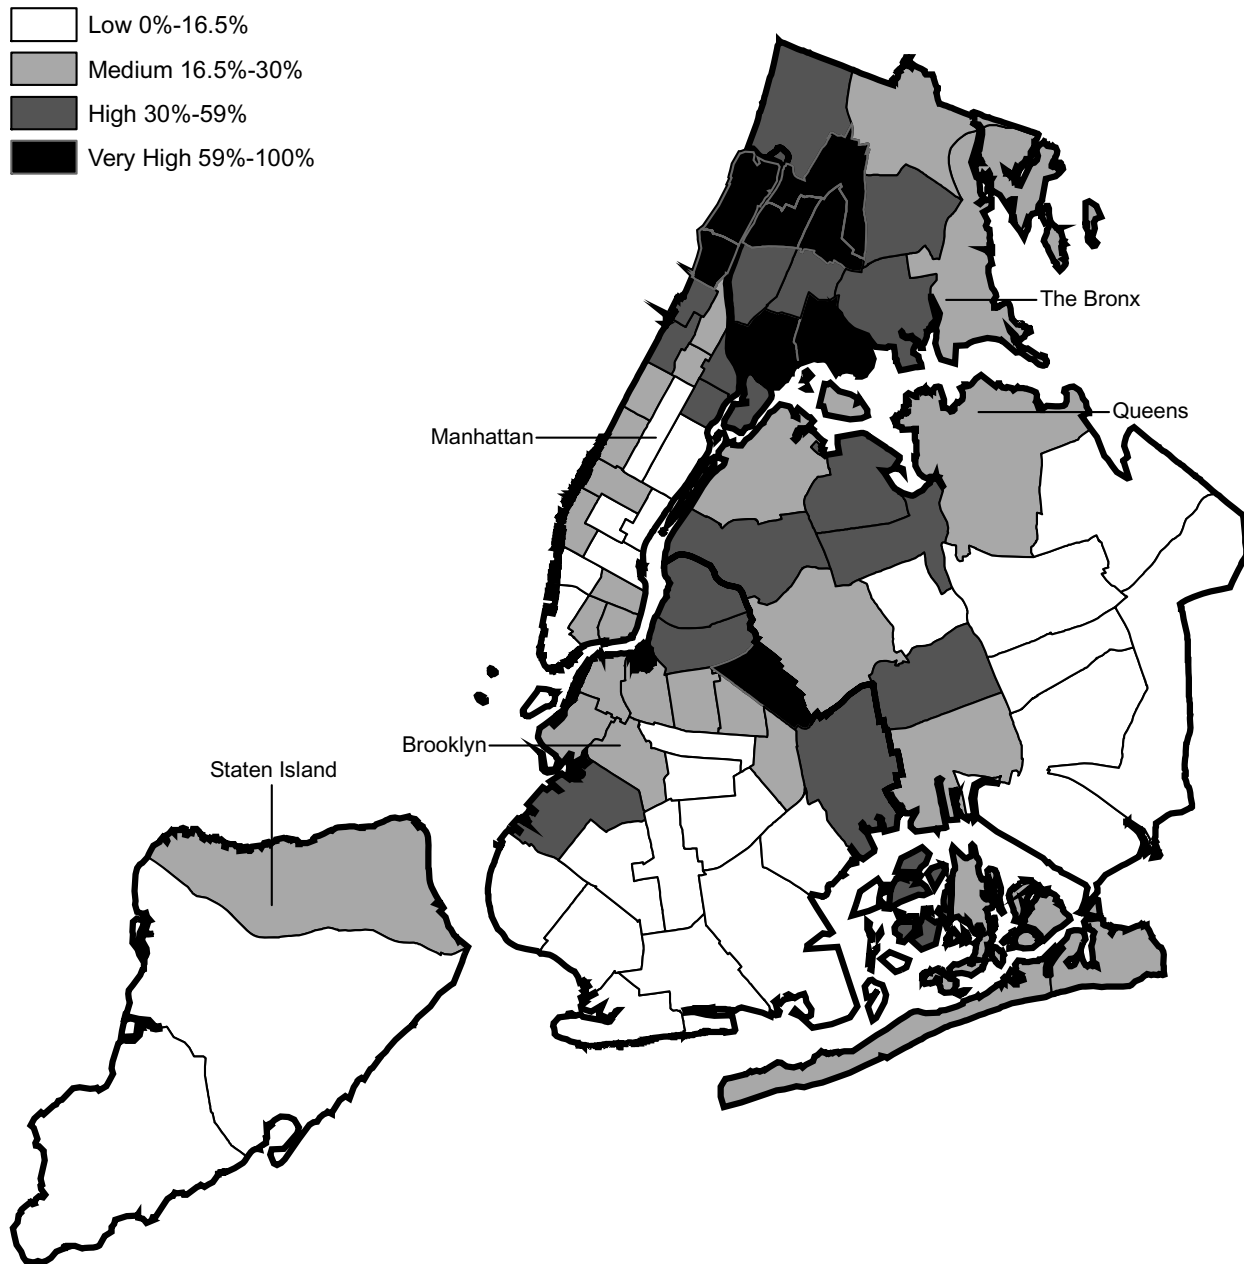 Low 0%-16.5%
Medium 16.5%-30%
High 30%-59%
Very High 59%-100%
The Bronx
Queens
Manhattan
Brooklyn
Staten Island